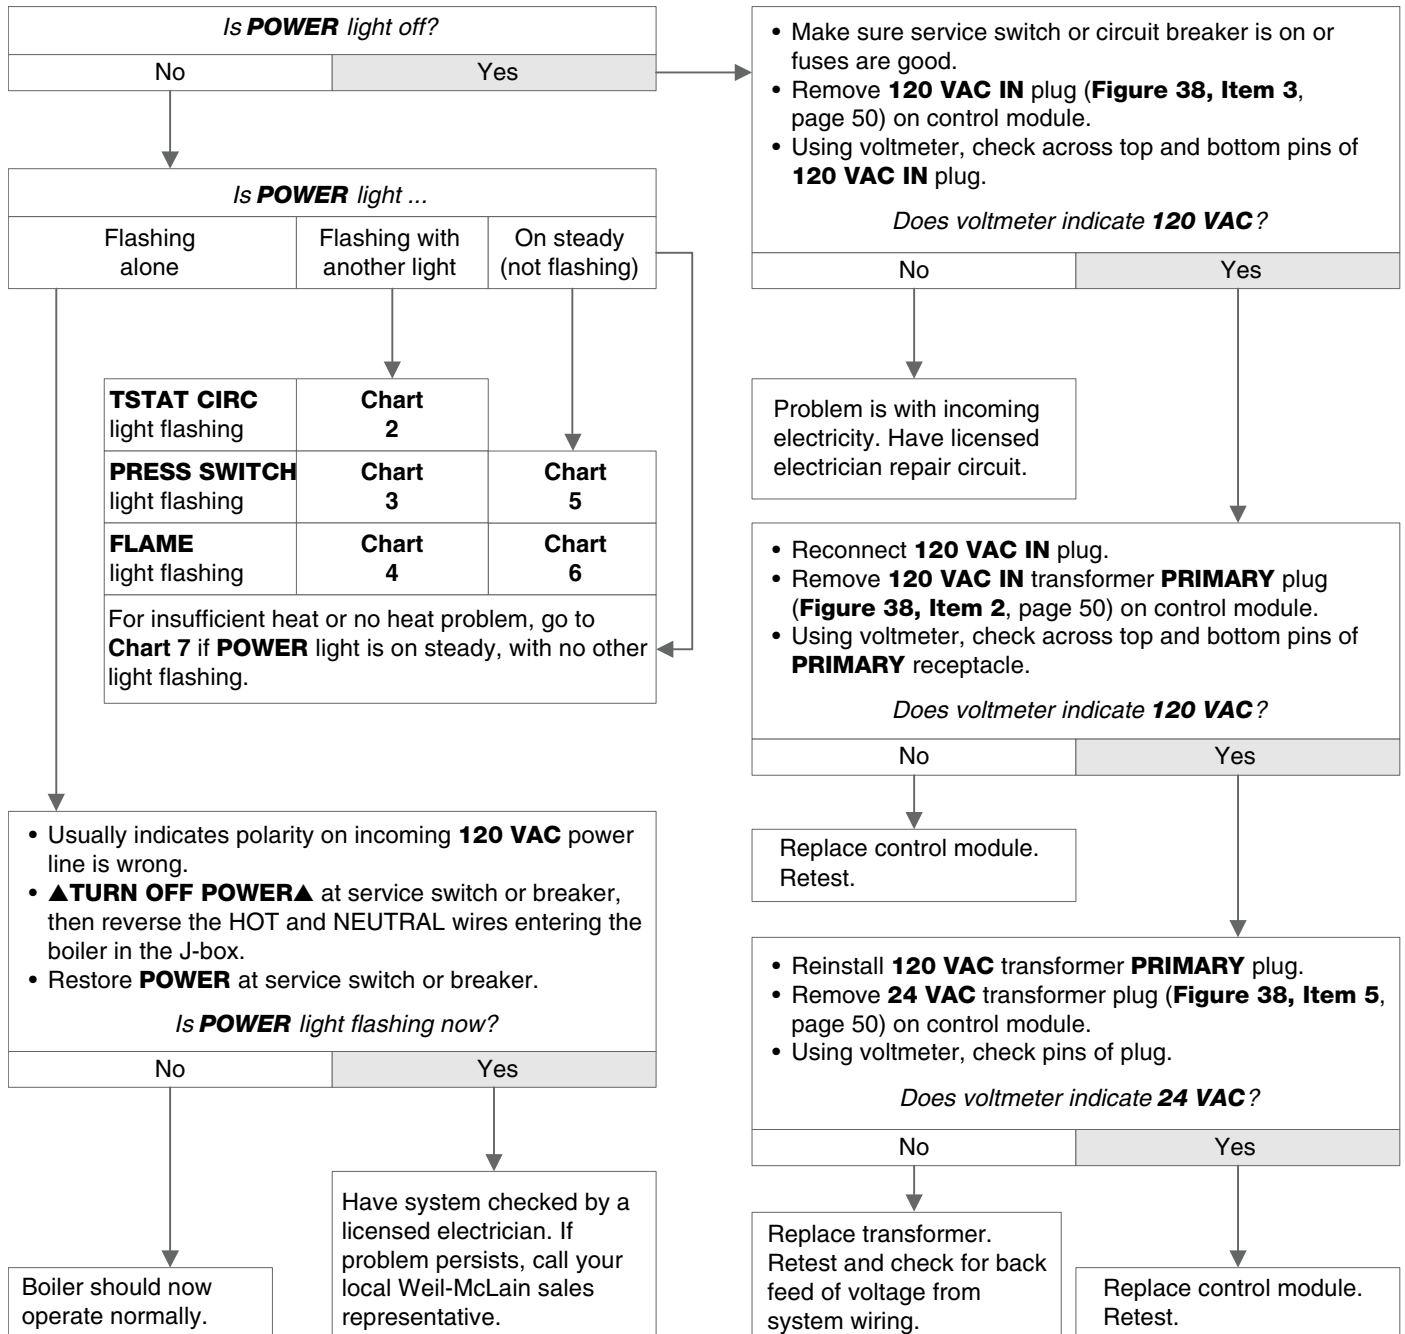 Is POWER light off?
No
Yes
Is POWER light ...
Flashing
alone
Flashing with
another light
On steady
(not flashing)
TSTAT CIRC
light flashing
Chart
2
PRESS SWITCH
light flashing
Chart
3
Chart
5
FLAME
light flashing
Chart
4
Chart
6
For insufficient heat or no heat problem, go to
Chart 7 if POWER light is on steady, with no other
light flashing.
• Usually indicates polarity on incoming 120 VAC power
line is wrong.
• ▲TURN OFF POWER▲ at service switch or breaker,
then reverse the HOT and NEUTRAL wires entering the
boiler in the J-box.
• Restore POWER at service switch or breaker.
Is POWER light flashing now?
No
Yes
Boiler should now
operate normally.
Have system checked by a
licensed electrician. If
problem persists, call your
local Weil-McLain sales
representative.
• Make sure service switch or circuit breaker is on or
fuses are good.
• Remove 120 VAC IN plug (Figure 38, Item 3,
page 50) on control module.
• Using voltmeter, check across top and bottom pins of
120 VAC IN plug.
Does voltmeter indicate 120 VAC?
No
Yes
Problem is with incoming
electricity. Have licensed
electrician repair circuit.
• Reconnect 120 VAC IN plug.
• Remove 120 VAC IN transformer PRIMARY plug
(Figure 38, Item 2, page 50) on control module.
• Using voltmeter, check across top and bottom pins of
PRIMARY receptacle.
Does voltmeter indicate 120 VAC?
No
Yes
Replace control module.
Retest.
• Reinstall 120 VAC transformer PRIMARY plug.
• Remove 24 VAC transformer plug (Figure 38, Item 5,
page 50) on control module.
• Using voltmeter, check pins of plug.
Does voltmeter indicate 24 VAC?
No
Yes
Replace transformer.
Retest and check for back
feed of voltage from
system wiring.
Replace control module.
Retest.